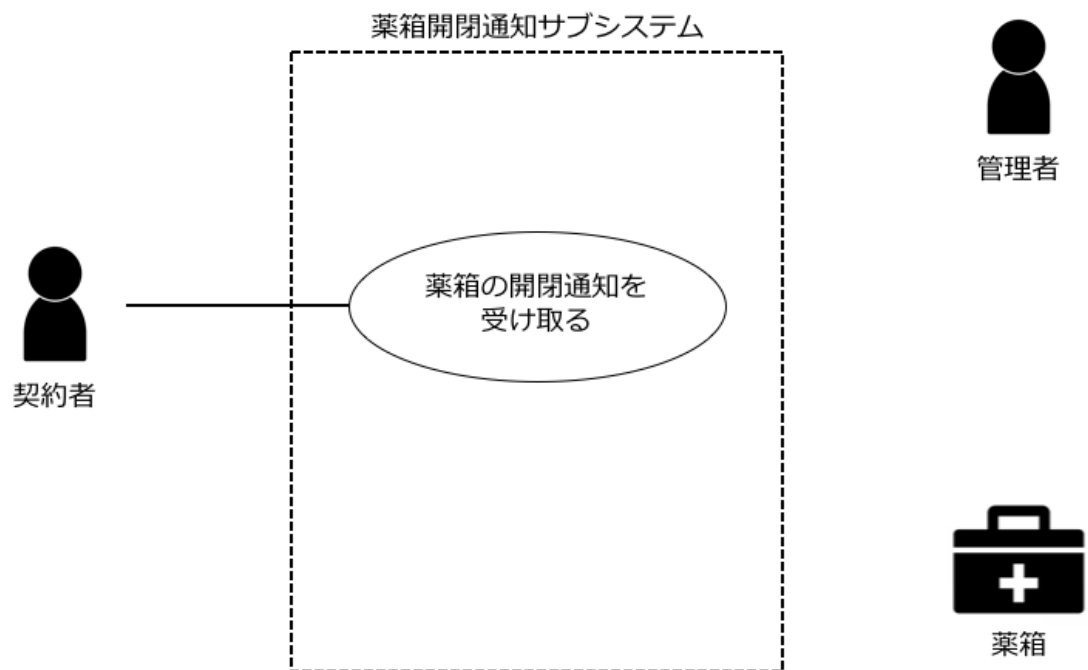 薬箱開閉通知サブシステム
管理者
薬箱の開閉通知を
受け取る
契約者
薬箱